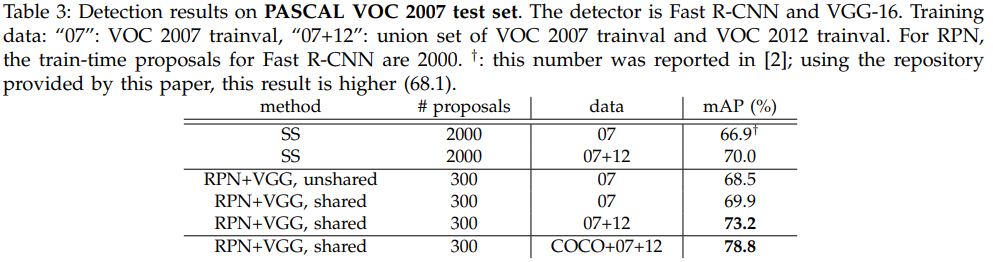 Table 3: Detection results on PASCAL VOC 2007 test set. The detector is Fast R-CNN and VGG-16. Training
data: “07”: VOC 2007 trainval, “07+12”: union set of VOC 2007 trainval and VOC 2012 trainval. For RPN,
the train-time proposals for Fast R-CNN are 2000. †: this number was reported in [2]; using the repository
provided by this paper, this result is higher (68.1).
method # proposals data mAP (%)
SS 2000 07 66.9†
SS 2000 07+12 70.0
RPN+VGG, unshared 300 07 68.5
RPN+VGG, shared 300 07 69.9
RPN+VGG, shared 300 07+12 73.2
RPN+VGG, shared 300 COCO+07+12 78.8